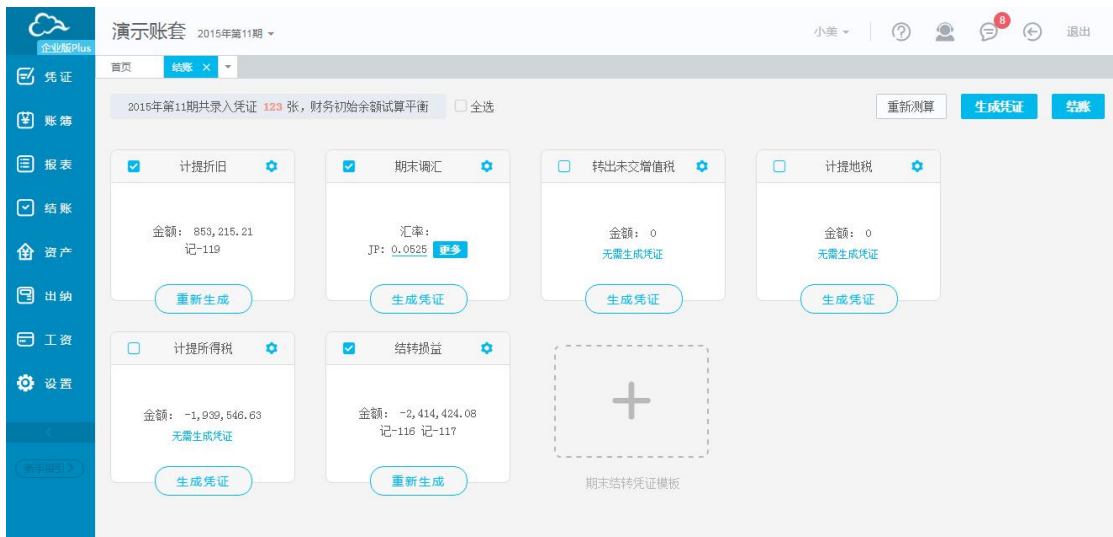 企业版Plus
演示账套 2015年第11期
小美
8
退出
凭证
账簿
报表
结账
资产
出纳
工资
设置
新手指引
首页 结账 ×
2015年第11期共录入凭证 123 张，财务初始余额试算平衡 全选
重新测算 生成凭证 结账
计提折旧
金额： 853,215.21
记-119
重新生成
期末调汇
汇率：
JP: 0.0525 更多
生成凭证
转出未交增值税
金额： 0
无需生成凭证
生成凭证
计提地税
金额： 0
无需生成凭证
生成凭证
计提所得税
金额： -1,939,546.63
无需生成凭证
生成凭证
结转损益
金额： -2,414,424.08
记-116 记-117
重新生成
期末结转凭证模板